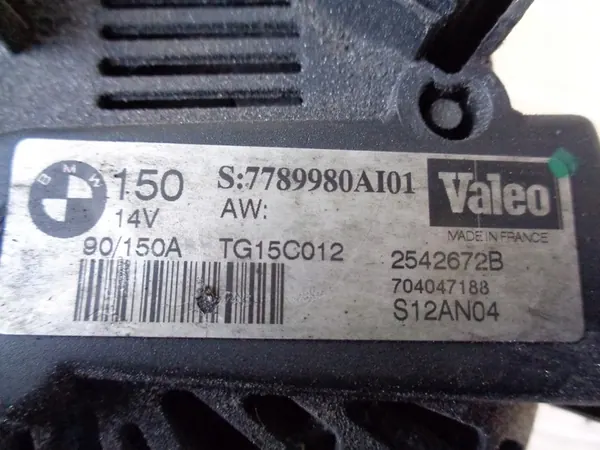 BMW 150 S:7789980AI01 Valeo
14V AW: MADE IN FRANCE
90/150A TG15C012 2542672B
704047188
S12AN04